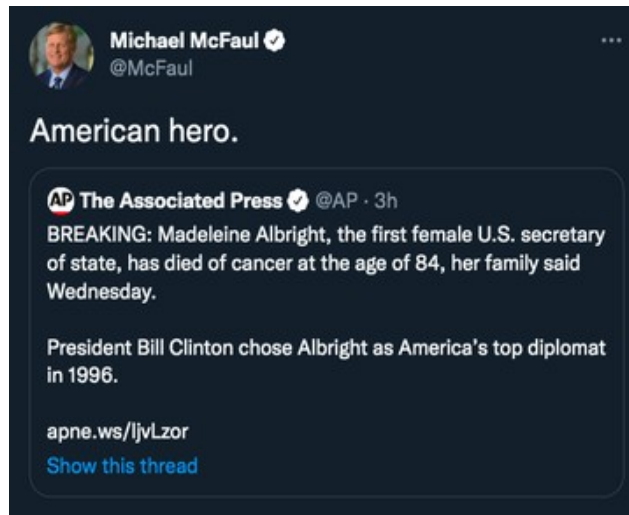 Michael McFaul
@McFaul
American hero.
AP The Associated Press @AP · 3h
BREAKING: Madeleine Albright, the first female U.S. secretary
of state, has died of cancer at the age of 84, her family said
Wednesday.
President Bill Clinton chose Albright as America's top diplomat
in 1996.
apne.ws/ljvLzor
Show this thread